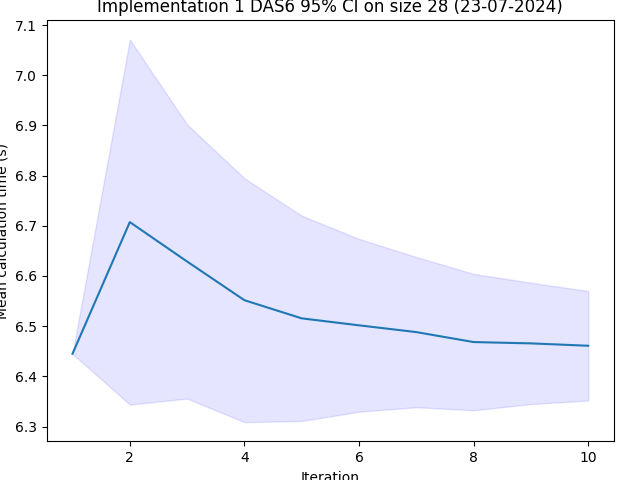 Implementation 1 DAS6 95% CI on size 28 (23-07-2024)
7.1
7.0
6.9
6.8
6.7
6.6
6.5
6.4
6.3
Mean calculation time (s)
2 4 6 8 10
Iteration